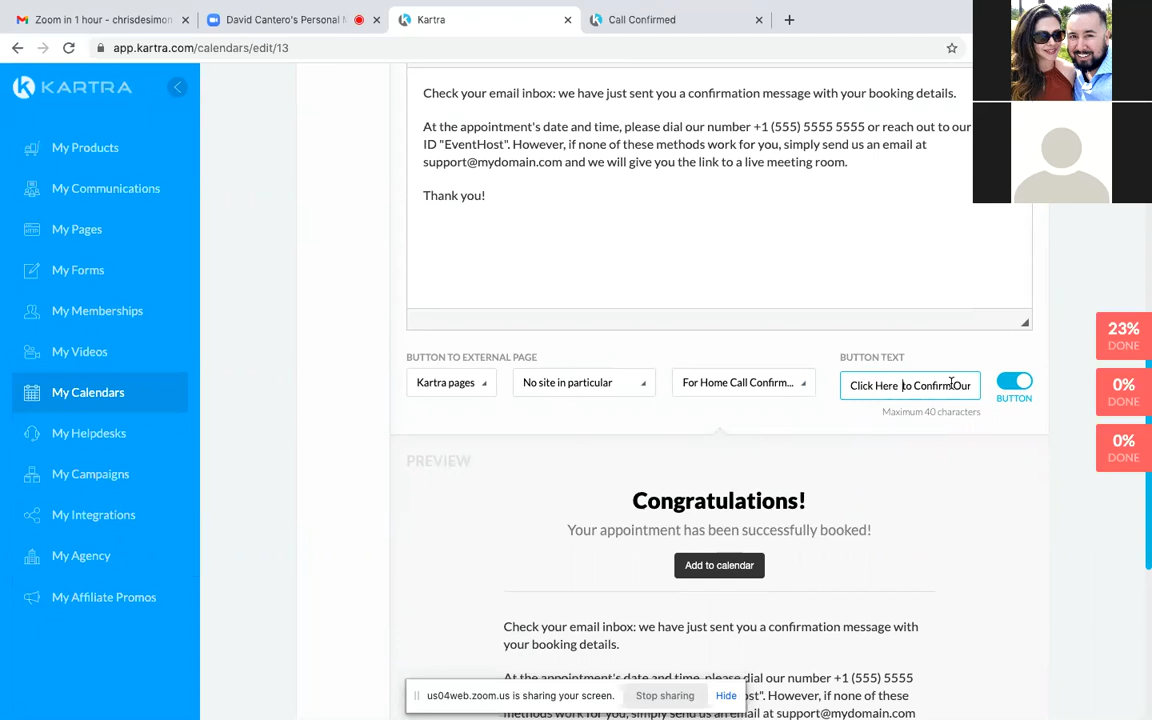 Zoom in 1 hour - chrisdesimon
David Cantero's Personal
Kartra
Call Confirmed
app.kartra.com/calendars/edit/13
KARTRA
My Products
My Communications
My Pages
My Forms
My Memberships
My Videos
My Calendars
My Helpdesks
My Campaigns
My Integrations
My Agency
My Affiliate Promos
Check your email inbox: we have just sent you a confirmation message with your booking details.
At the appointment's date and time, please dial our number +1 (555) 5555 5555 or reach out to our
ID "EventHost". However, if none of these methods work for you, simply send us an email at
support@mydomain.com and we will give you the link to a live meeting room.
Thank you!
BUTTON TO EXTERNAL PAGE
BUTTON TEXT
Kartra pages
No site in particular
For Home Call Confirm...
Click Here to Confirm Our
BUTTON
Maximum 40 characters
23%
DONE
0%
DONE
0%
DONE
PREVIEW
Congratulations!
Your appointment has been successfully booked!
Add to calendar
Check your email inbox: we have just sent you a confirmation message with
your booking details.
At the appointment's date and time, please dial our number +1 (555) 5555
ost". However, if none of these
methods work for you, simply send us an email at support@mydomain.com
us04web.zoom.us is sharing your screen.
Stop sharing
Hide